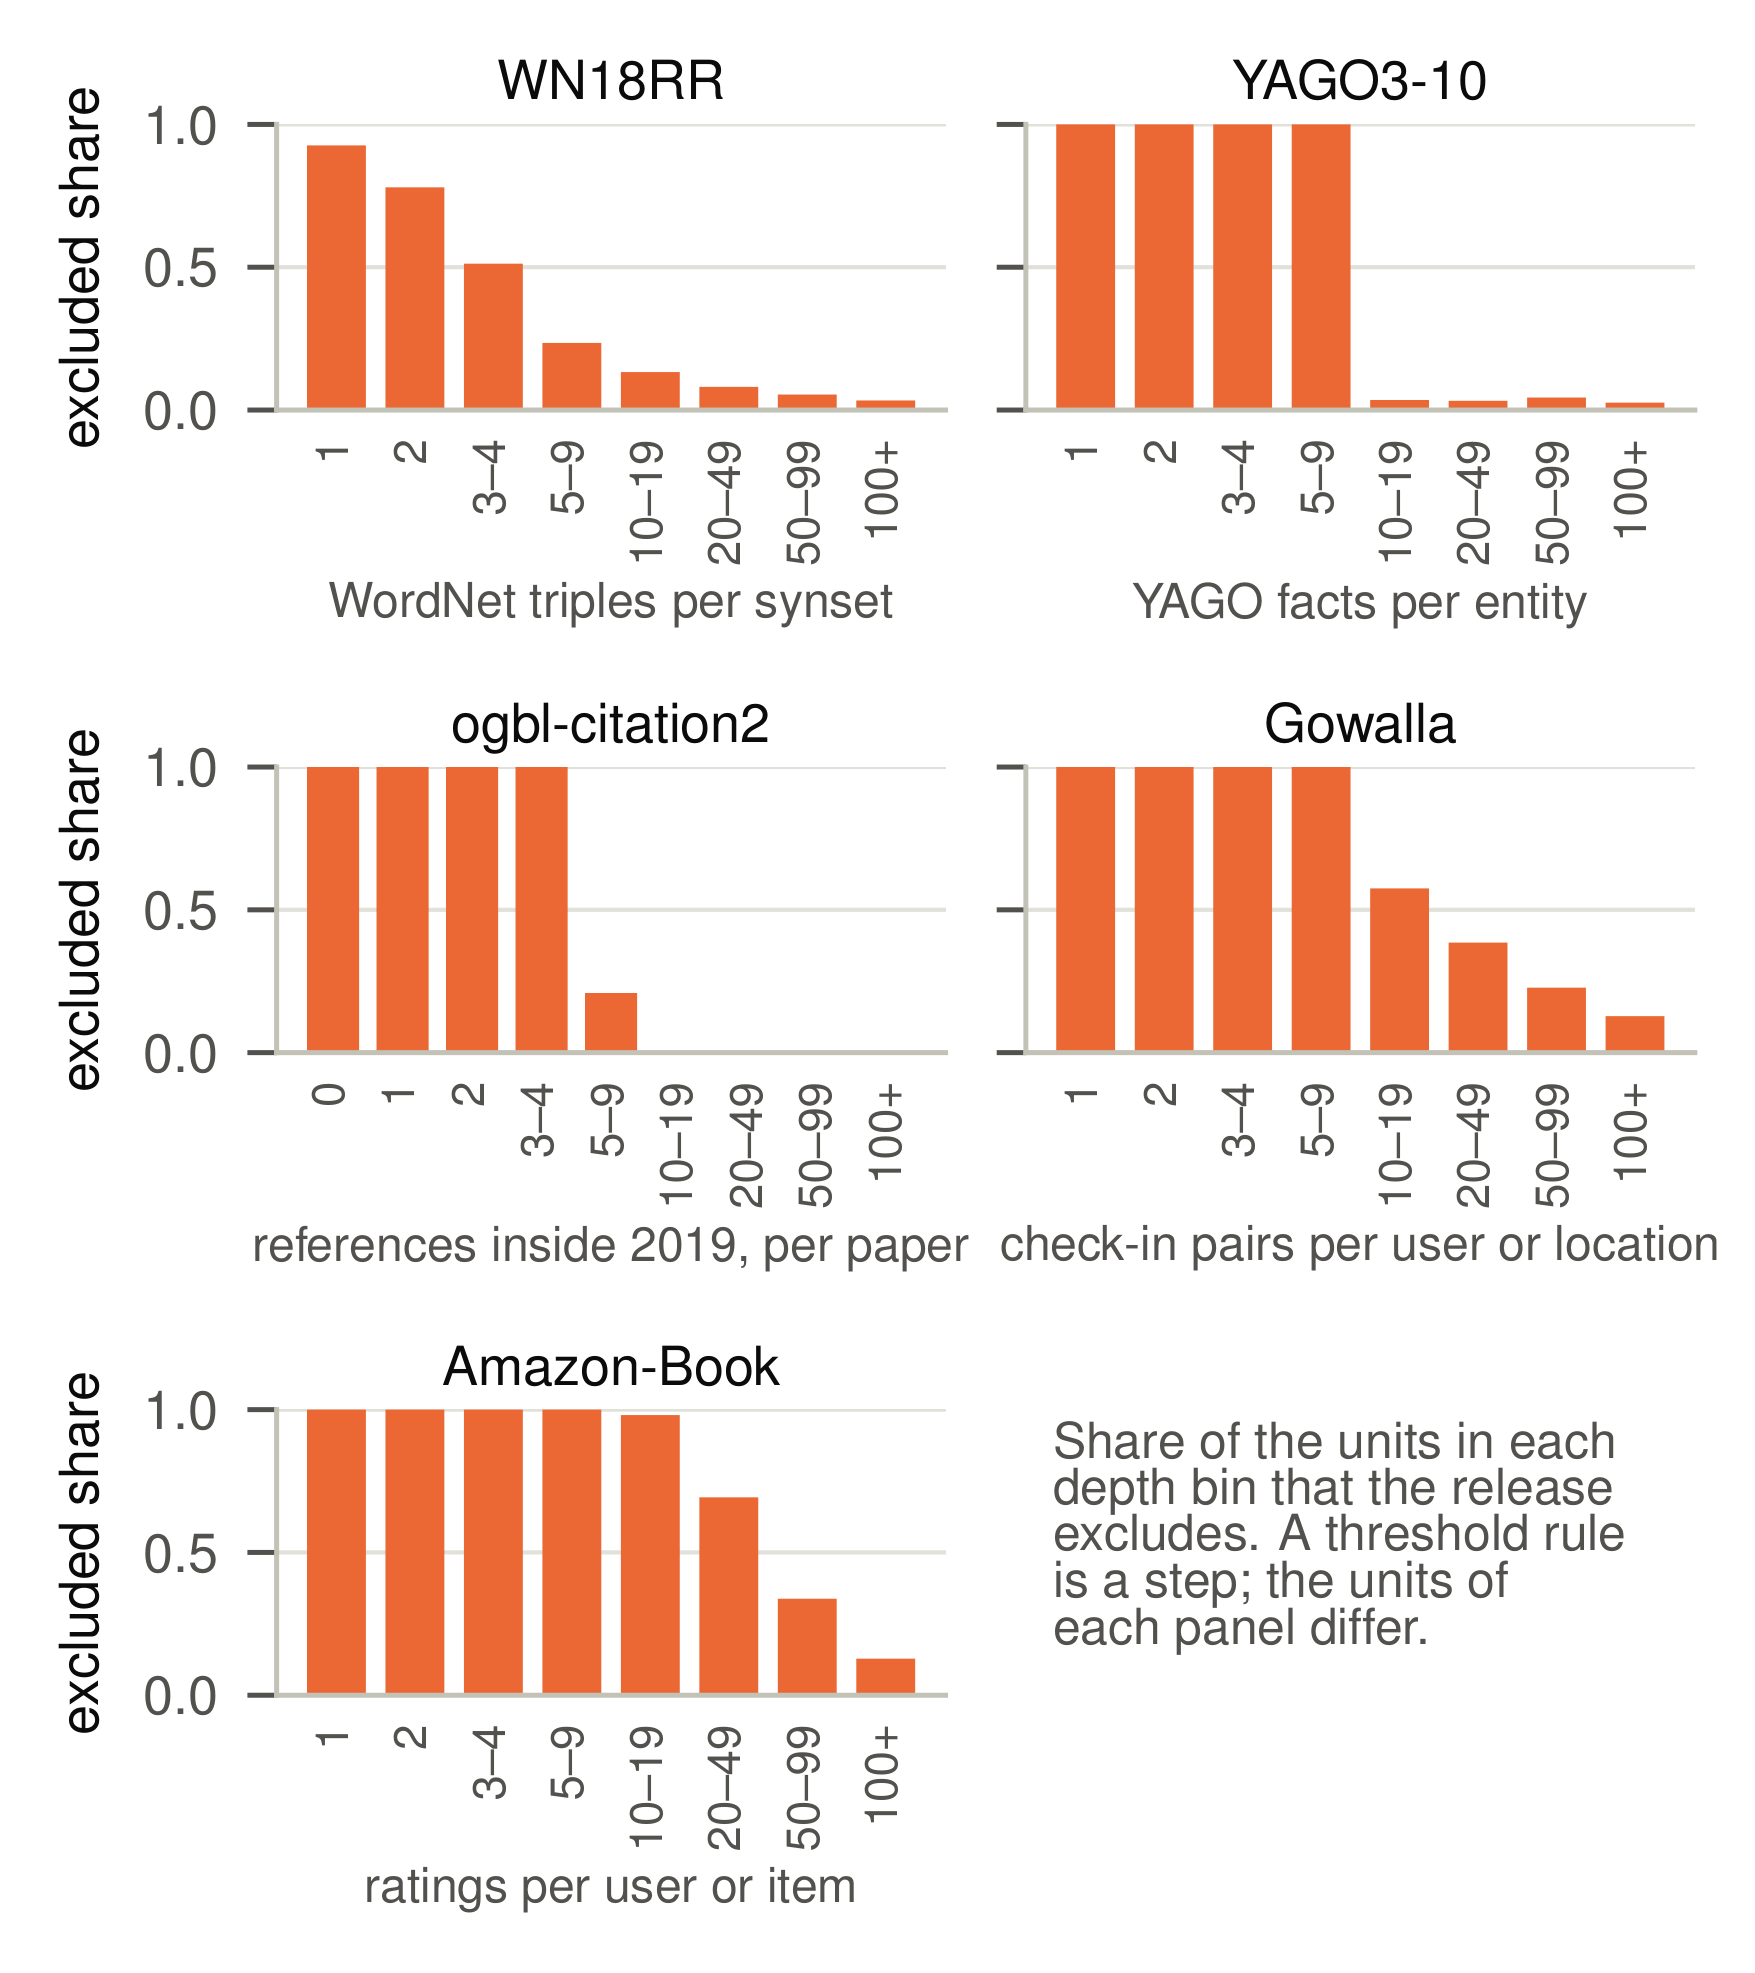 WN18RR
excluded share
1.0
0.5
0.0
1
2
3–4
5–9
10–19
20–49
50–99
100+
WordNet triples per synset
YAGO3-10
1
2
3–4
5–9
10–19
20–49
50–99
100+
YAGO facts per entity
ogbl-citation2
excluded share
1.0
0.5
0.0
0
1
2
3–4
5–9
10–19
20–49
50–99
100+
references inside 2019, per paper
Gowalla
1
2
3–4
5–9
10–19
20–49
50–99
100+
check-in pairs per user or location
Amazon-Book
excluded share
1.0
0.5
0.0
1
2
3–4
5–9
10–19
20–49
50–99
100+
ratings per user or item
Share of the units in each
depth bin that the release
excludes. A threshold rule
is a step; the units of
each panel differ.